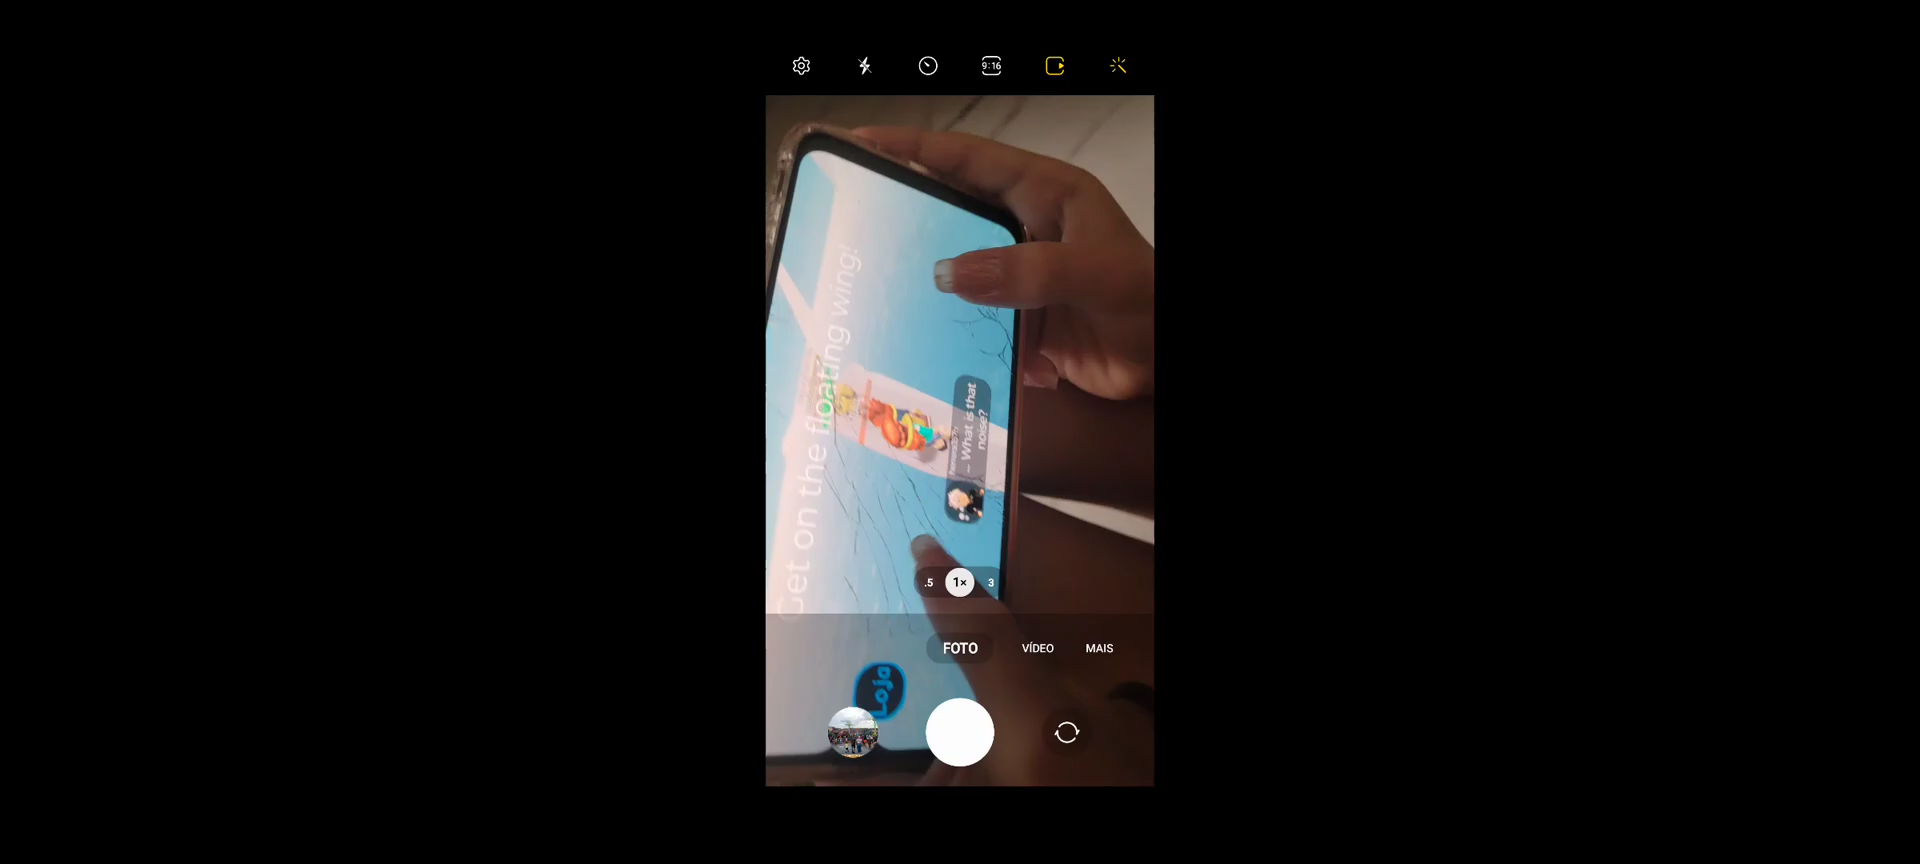 9:16
Get on the floating wing!
... What is that
noise?
.5 1× 3
FOTO VÍDEO MAIS
Loja